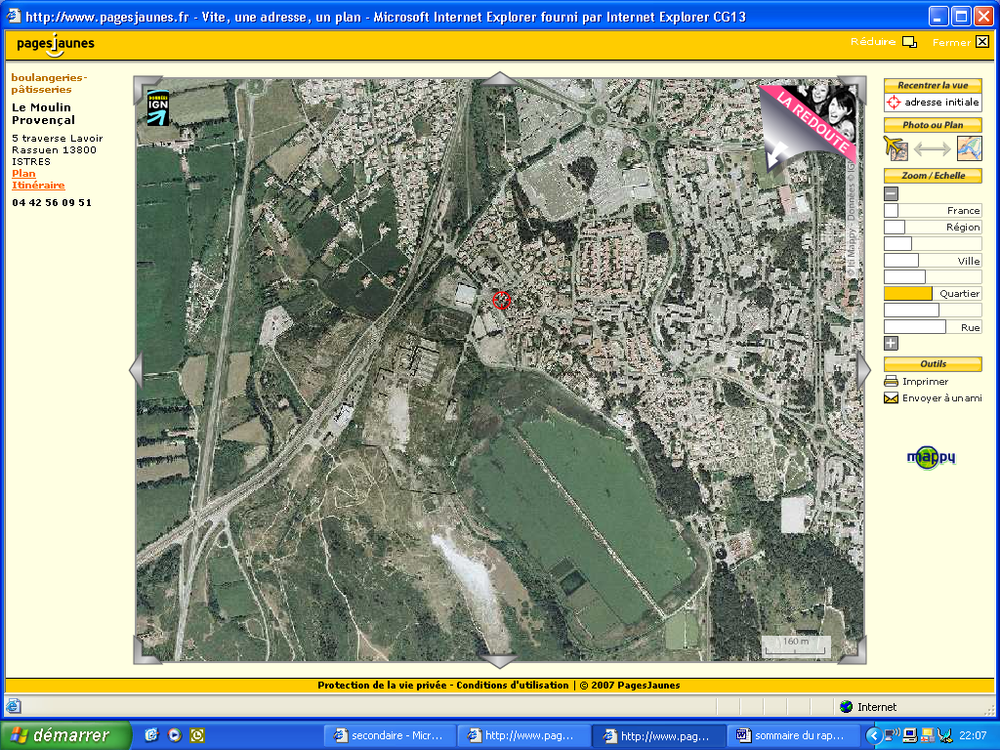 http://www.pagesjaunes.fr - Vite, une adresse, un plan - Microsoft Internet Explorer fourni par Internet Explorer CG13
pagesjaunes
Réduire
Fermer
boulangeries-
pâtisseries
Le Moulin
Provençal
5 traverse Lavoir
Rassuen 13800
ISTRES
Plan
Itinéraire
04 42 56 09 51
DONNÉES
IGN
LA REDOUTE
© Iti Mappy - Données © IGN
160 m
Recentrer la vue
adresse initiale
Photo ou Plan
Zoom / Echelle
France
Région
Ville
Quartier
Rue
Outils
Imprimer
Envoyer à un ami
mappy
Protection de la vie privée - Conditions d'utilisation | © 2007 PagesJaunes
Internet
démarrer
secondaire - Micr...
http://www.pag...
http://www.pag...
sommaire du rap...
22:07